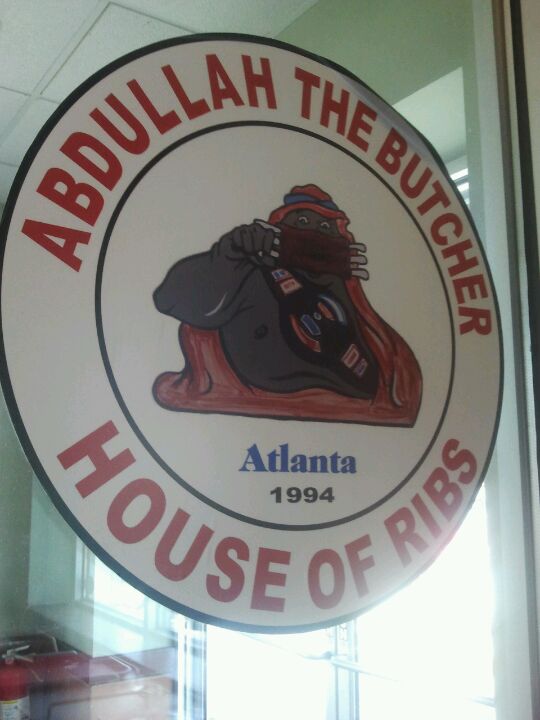 ABDULLAH THE BUTCHER
Atlanta
1994
HOUSE OF RIBS